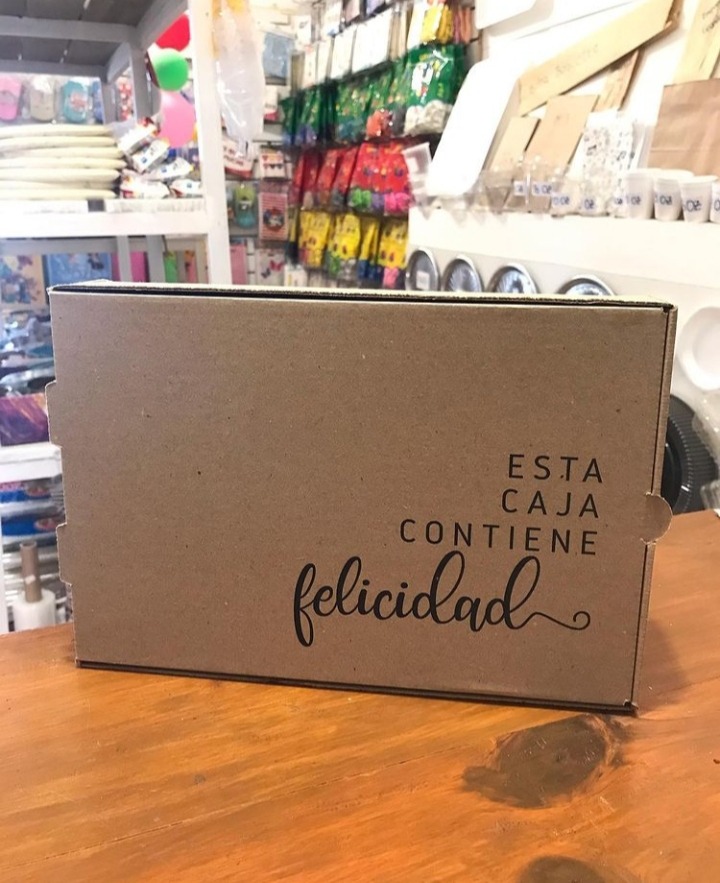 ESTA
CAJA
CONTIENE
felicidad